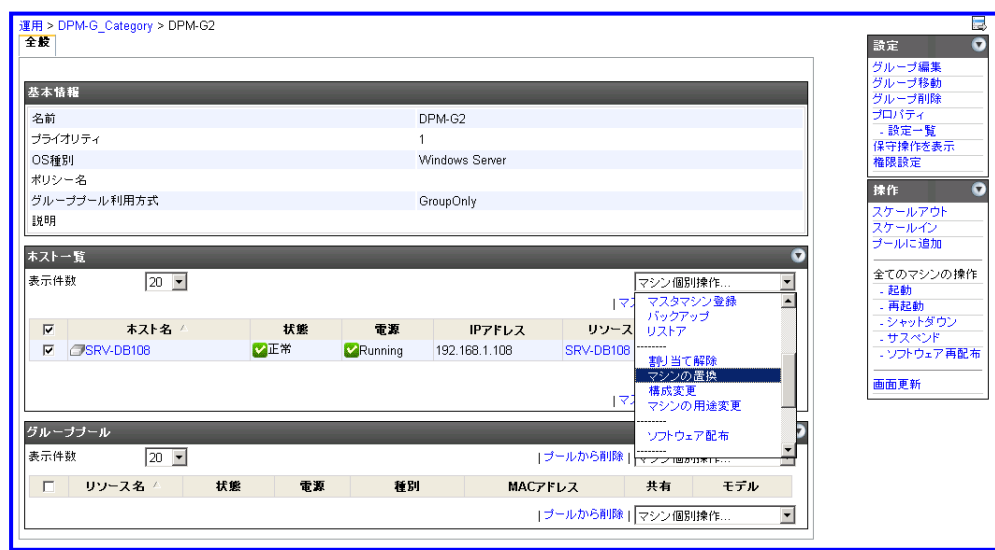 運用 > DPM-G_Category > DPM-G2
全般
基本情報
名前 DPM-G2
プライオリティ 1
OS種別 Windows Server
ポリシー名
グループプール利用方式 GroupOnly
説明
ホスト一覧
表示件数 20 マシン個別操作...
| マ
ホスト名 状態 電源 IPアドレス リソース
SRV-DB108 正常 Running 192.168.1.108 SRV-DB108
| マ
マスタマシン登録
バックアップ
リストア
--------
割り当て解除
マシンの置換
構成変更
マシンの用途変更
--------
ソフトウェア配布
--------
グループプール
表示件数 20 | プールから削除 | マシン個別操作...
リソース名 状態 電源 種別 MACアドレス 共有 モデル
| プールから削除 | マシン個別操作...
設定
グループ編集
グループ移動
グループ削除
プロパティ
- 設定一覧
保守操作を表示
権限設定
操作
スケールアウト
スケールイン
プールに追加
全てのマシンの操作
- 起動
- 再起動
- シャットダウン
- サスペンド
- ソフトウェア再配布
画面更新